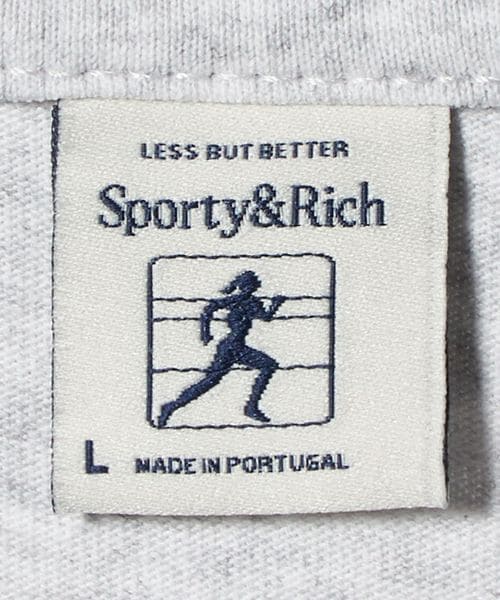 LESS BUT BETTER
Sporty&Rich
L MADE IN PORTUGAL